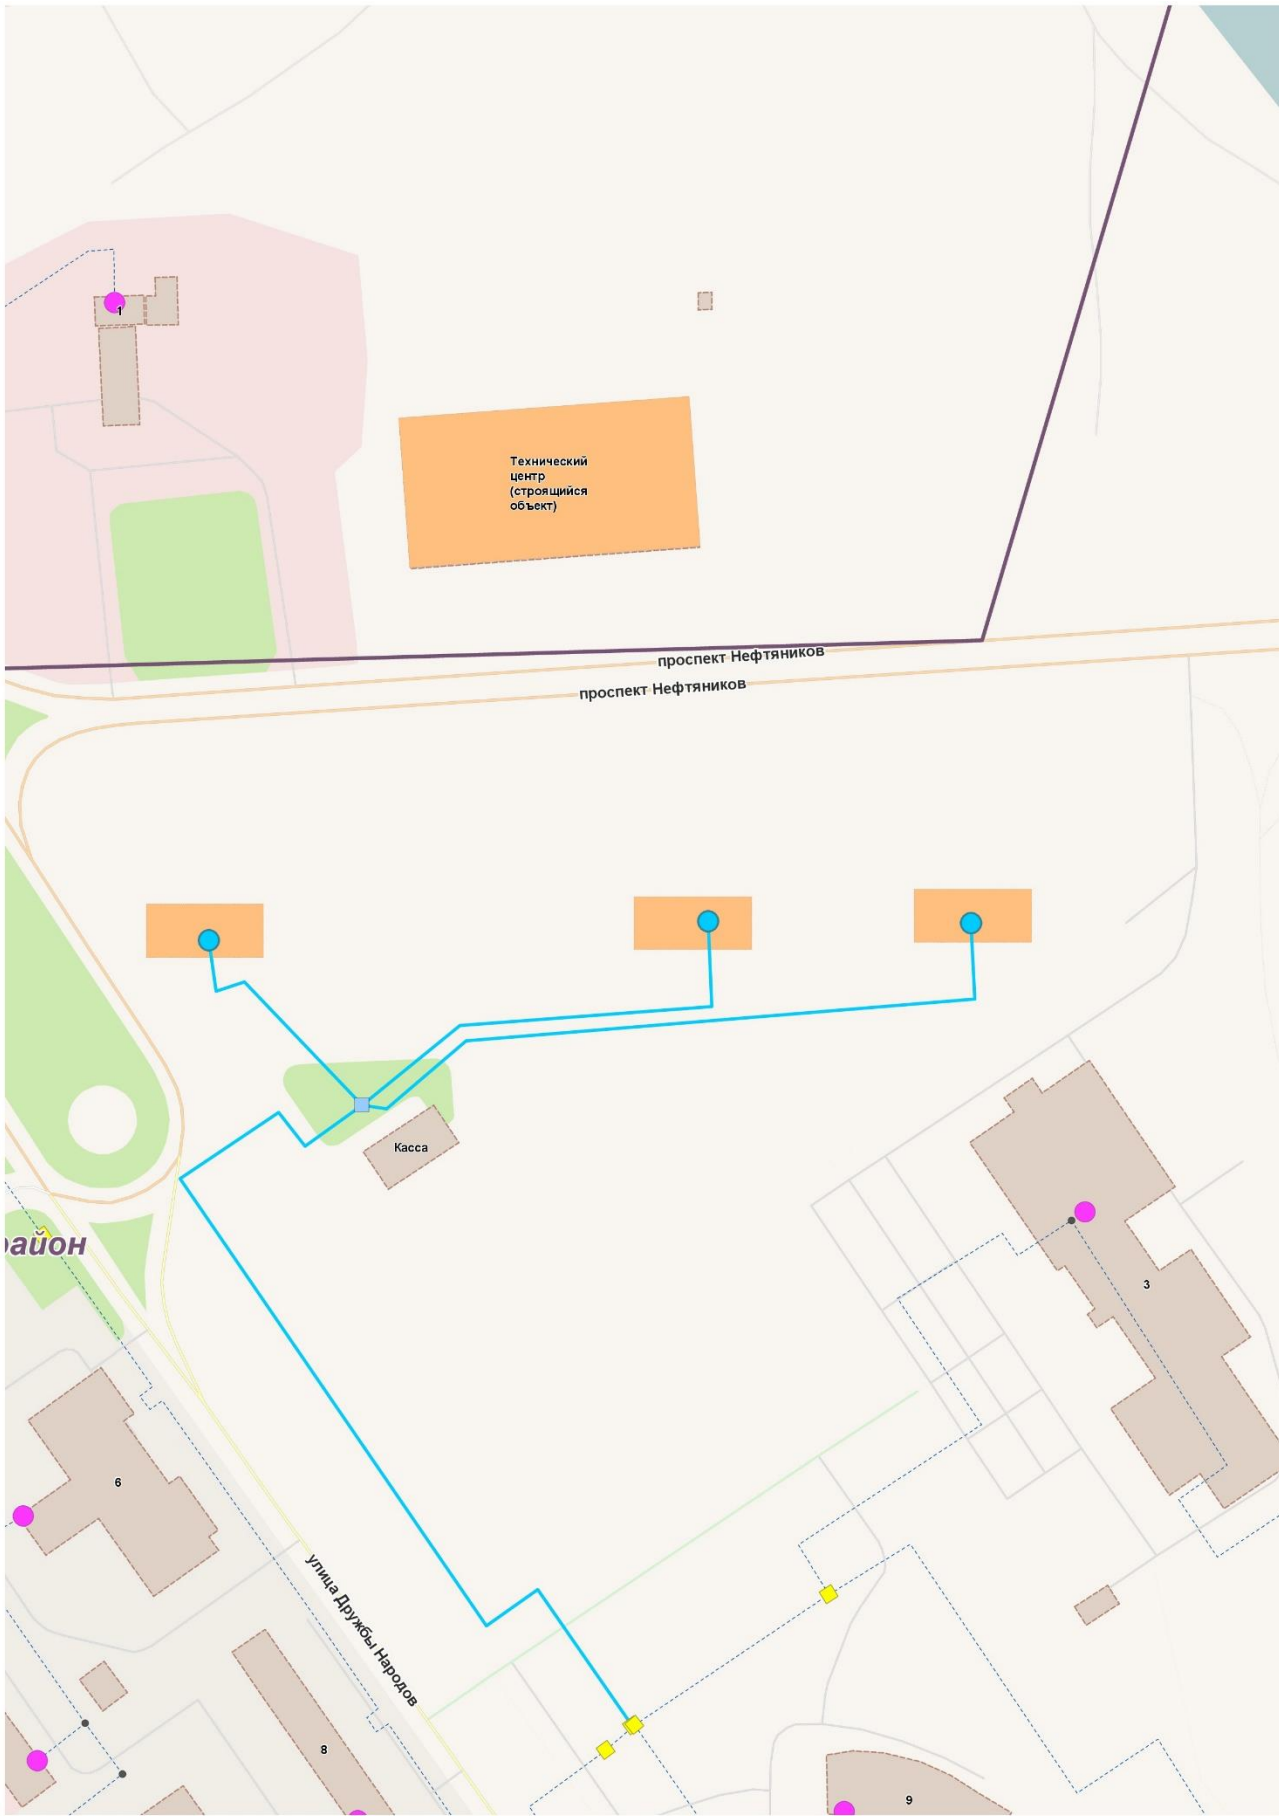 1
Технический
центр
(строящийся
объект)
проспект Нефтяников
проспект Нефтяников
Касса
район
3
6
улица Дружбы Народов
8
9